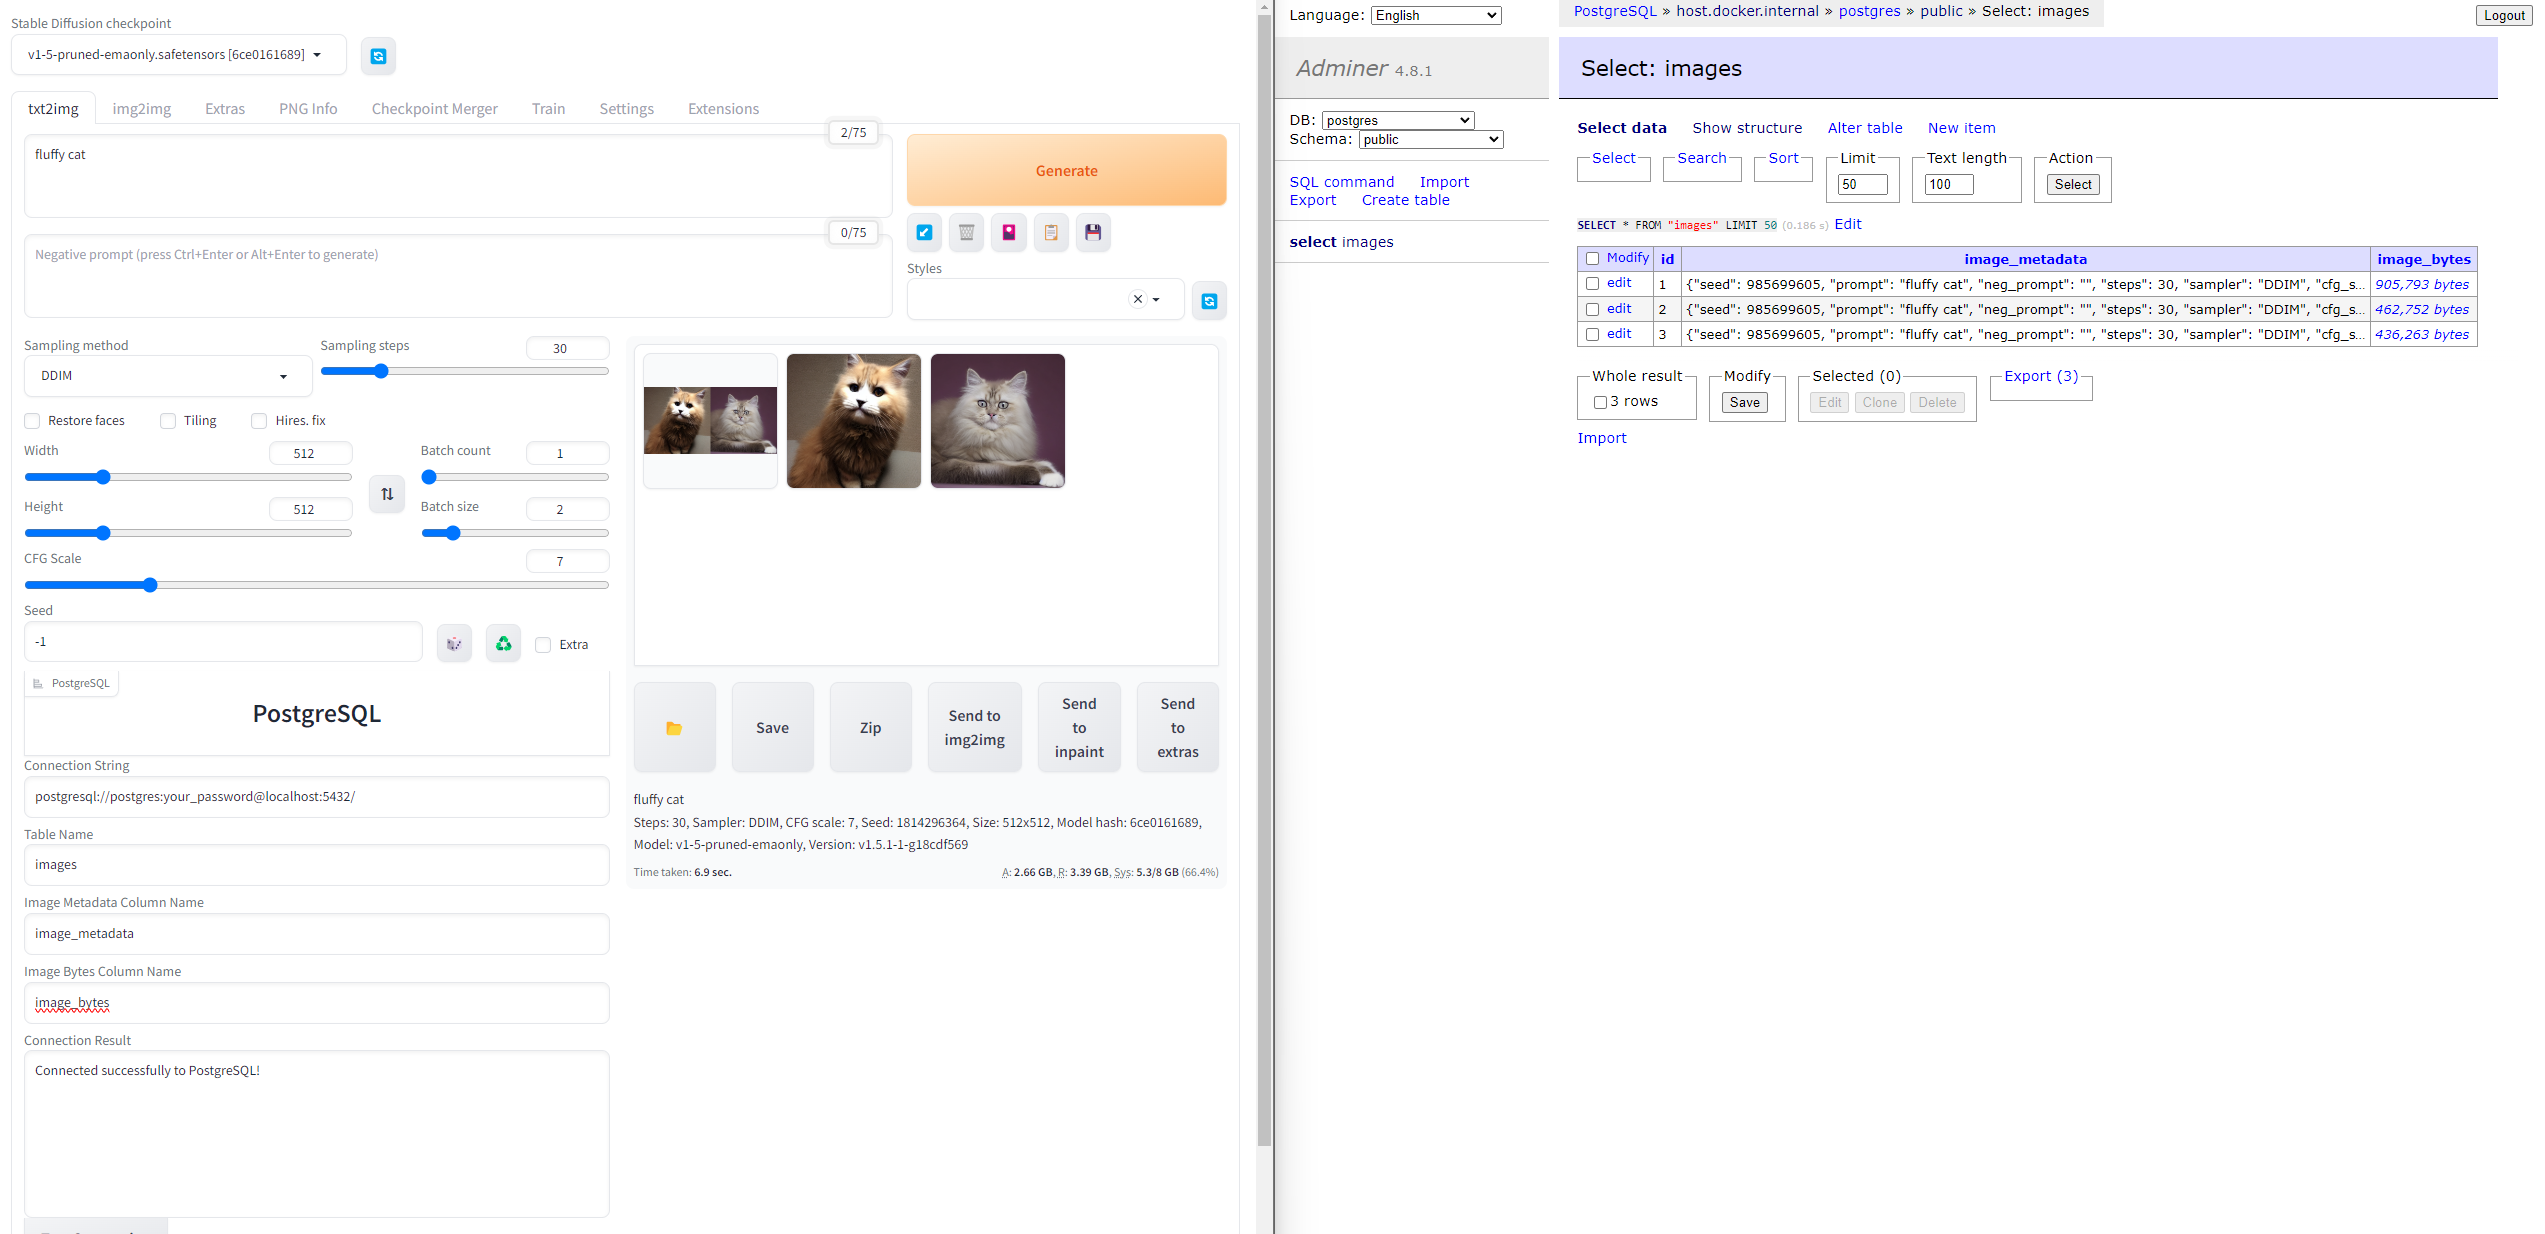 Stable Diffusion checkpoint
v1-5-pruned-emaonly.safetensors [6ce0161689]
txt2img img2img Extras PNG Info Checkpoint Merger Train Settings Extensions
2/75
fluffy cat
Generate
0/75
Negative prompt (press Ctrl+Enter or Alt+Enter to generate)
Styles
Sampling method
DDIM
Sampling steps
30
Restore faces Tiling Hires. fix
Width
512
Batch count
1
Height
512
Batch size
2
CFG Scale
7
Seed
-1
Extra
PostgreSQL
PostgreSQL
Connection String
postgresql://postgres:your_password@localhost:5432/
Table Name
images
Image Metadata Column Name
image_metadata
Image Bytes Column Name
image_bytes
Connection Result
Connected successfully to PostgreSQL!
Save
Zip
Send to
img2img
Send
to
inpaint
Send
to
extras
fluffy cat
Steps: 30, Sampler: DDIM, CFG scale: 7, Seed: 1814296364, Size: 512x512, Model hash: 6ce0161689,
Model: v1-5-pruned-emaonly, Version: v1.5.1-1-g18cdf569
Time taken: 6.9 sec.
A: 2.66 GB, R: 3.39 GB, Sys: 5.3/8 GB (66.4%)
Language: English
Adminer 4.8.1
DB: postgres
Schema: public
SQL command Import
Export Create table
select images
PostgreSQL » host.docker.internal » postgres » public » Select: images
Logout
Select: images
Select data Show structure Alter table New item
Select Search Sort Limit Text length Action
50 100 Select
SELECT * FROM "images" LIMIT 50 (0.186 s) Edit
Modify id image_metadata image_bytes
edit 1 {"seed": 985699605, "prompt": "fluffy cat", "neg_prompt": "", "steps": 30, "sampler": "DDIM", "cfg_s... 905,793 bytes
edit 2 {"seed": 985699605, "prompt": "fluffy cat", "neg_prompt": "", "steps": 30, "sampler": "DDIM", "cfg_s... 462,752 bytes
edit 3 {"seed": 985699605, "prompt": "fluffy cat", "neg_prompt": "", "steps": 30, "sampler": "DDIM", "cfg_s... 436,263 bytes
Whole result Modify Selected (0) Export (3)
3 rows Save Edit Clone Delete
Import